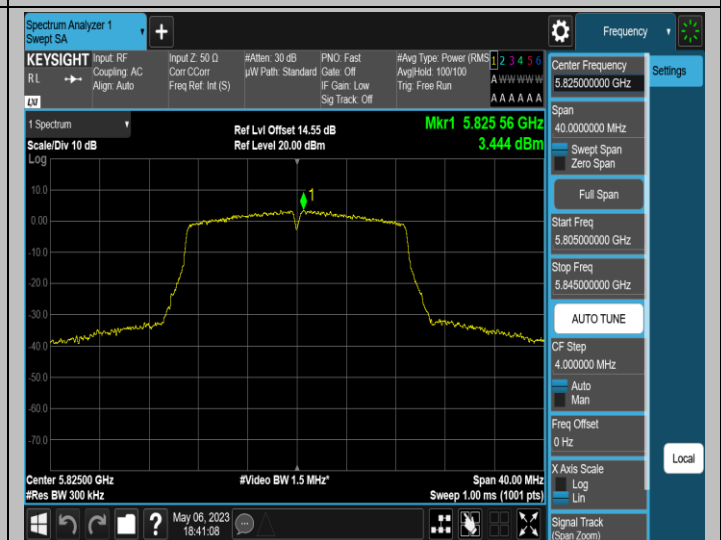 Spectrum Analyzer 1
Swept SA
+
Frequency
KEYSIGHT
Input: RF
Coupling: AC
Align: Auto
Input Z: 50 Ω
Corr CCorr
Freq Ref: Int (S)
#Atten: 30 dB
µW Path: Standard
PNO: Fast
Gate: Off
IF Gain: Low
Sig Track: Off
#Avg Type: Power (RMS
Avg|Hold: 100/100
Trig: Free Run
1 2 3 4 5 6
A W W W W W
A A A A A A
R L
LXI
1 Spectrum
Scale/Div 10 dB
Log
Ref Lvl Offset 14.55 dB
Ref Level 20.00 dBm
Mkr1 5.825 56 GHz
3.444 dBm
1
10.0
0.00
-10.0
-20.0
-30.0
-40.0
-50.0
-60.0
-70.0
Center 5.82500 GHz
#Res BW 300 kHz
#Video BW 1.5 MHz*
Span 40.00 MHz
Sweep 1.00 ms (1001 pts)
?
May 06, 2023
18:41:08
Center Frequency
5.825000000 GHz
Settings
Span
40.0000000 MHz
Swept Span
Zero Span
Full Span
Start Freq
5.805000000 GHz
Stop Freq
5.845000000 GHz
AUTO TUNE
CF Step
4.000000 MHz
Auto
Man
Freq Offset
0 Hz
Local
X Axis Scale
Log
Lin
Signal Track
(Span Zoom)